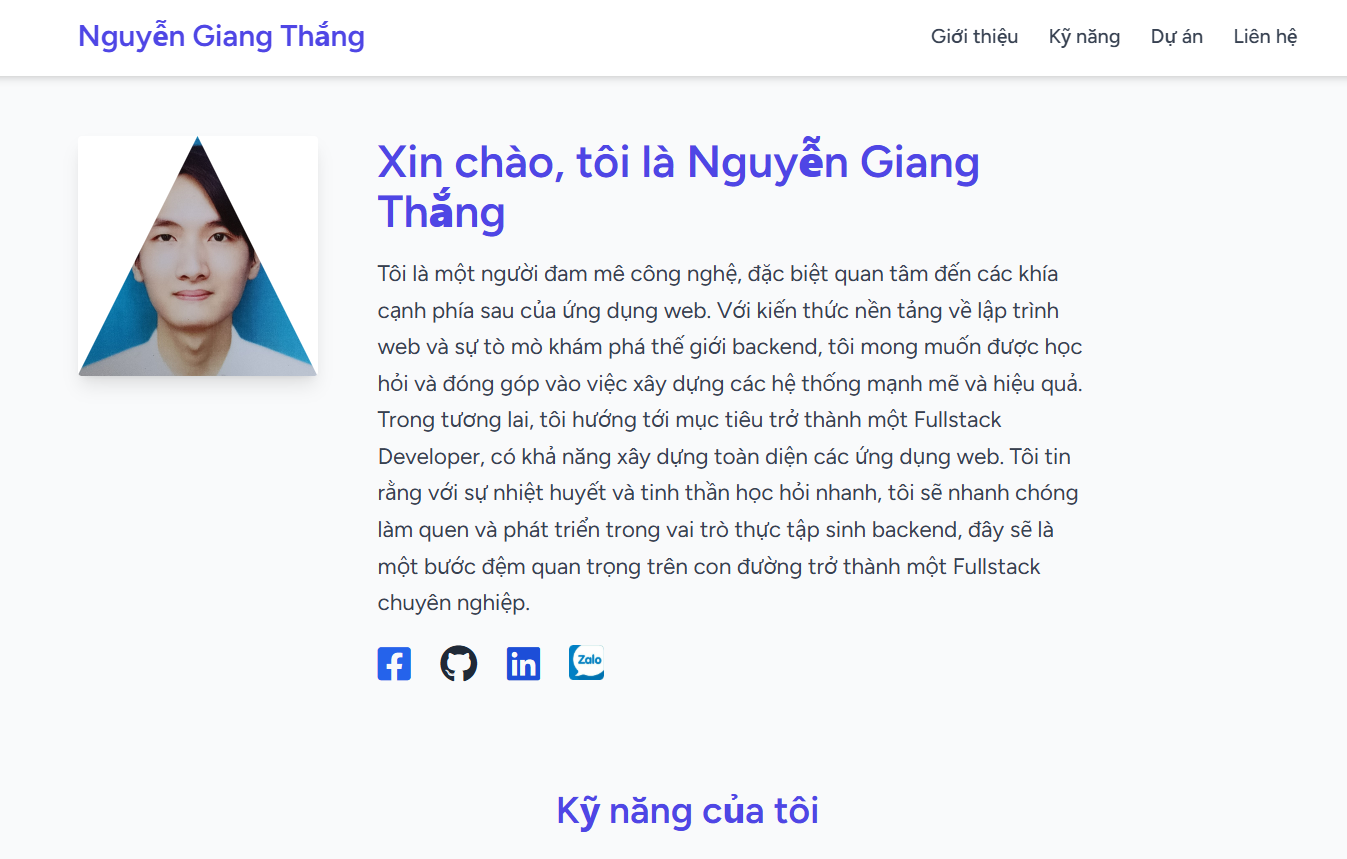 Nguyễn Giang Thắng
Giới thiệu Kỹ năng Dự án Liên hệ
Xin chào, tôi là Nguyễn Giang
Thắng
Tôi là một người đam mê công nghệ, đặc biệt quan tâm đến các khía
cạnh phía sau của ứng dụng web. Với kiến thức nền tảng về lập trình
web và sự tò mò khám phá thế giới backend, tôi mong muốn được học
hỏi và đóng góp vào việc xây dựng các hệ thống mạnh mẽ và hiệu quả.
Trong tương lai, tôi hướng tới mục tiêu trở thành một Fullstack
Developer, có khả năng xây dựng toàn diện các ứng dụng web. Tôi tin
rằng với sự nhiệt huyết và tinh thần học hỏi nhanh, tôi sẽ nhanh chóng
làm quen và phát triển trong vai trò thực tập sinh backend, đây sẽ là
một bước đệm quan trọng trên con đường trở thành một Fullstack
chuyên nghiệp.
Zalo
Kỹ năng của tôi